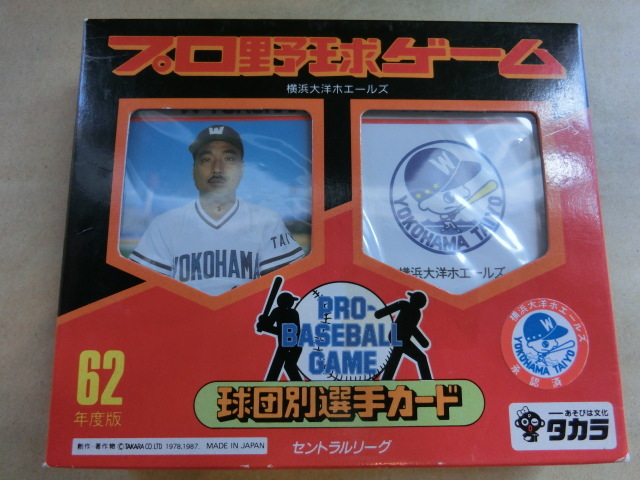 プロ野球ゲーム
横浜大洋ホエールズ
W
YOKOHAMA
TAI
W
YOKOHAMA TAIYO
横浜大洋ホエールズ
PRO-
BASEBALL
GAME
横浜大洋ホエールズ
W
YOKOHAMA TAIYO
承認済
62
年度版
球団別選手カード
創作・著作物 ©TAKARA CO.LTD 1978,1987. MADE IN JAPAN
セントラルリーグ
―あそびは文化
タカラ